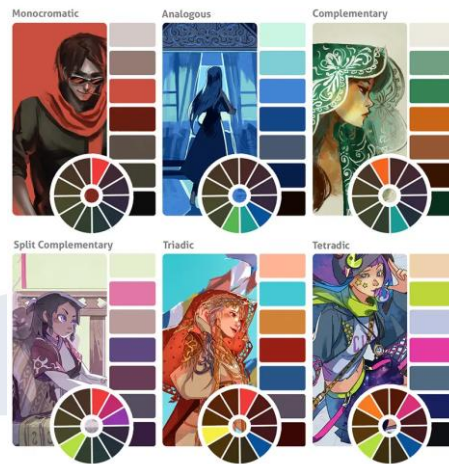 Monocromatic
Analogous
Complementary
Split Complementary
Triadic
Tetradic